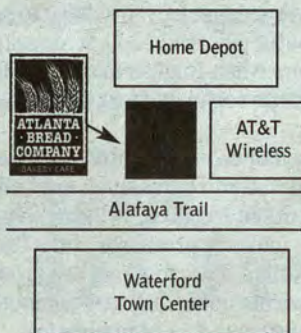 Home Depot
ATLANTA
· BREAD ·
COMPANY
BAKERY CAFE
AT&T
Wireless
Alafaya Trail
Waterford
Town Center